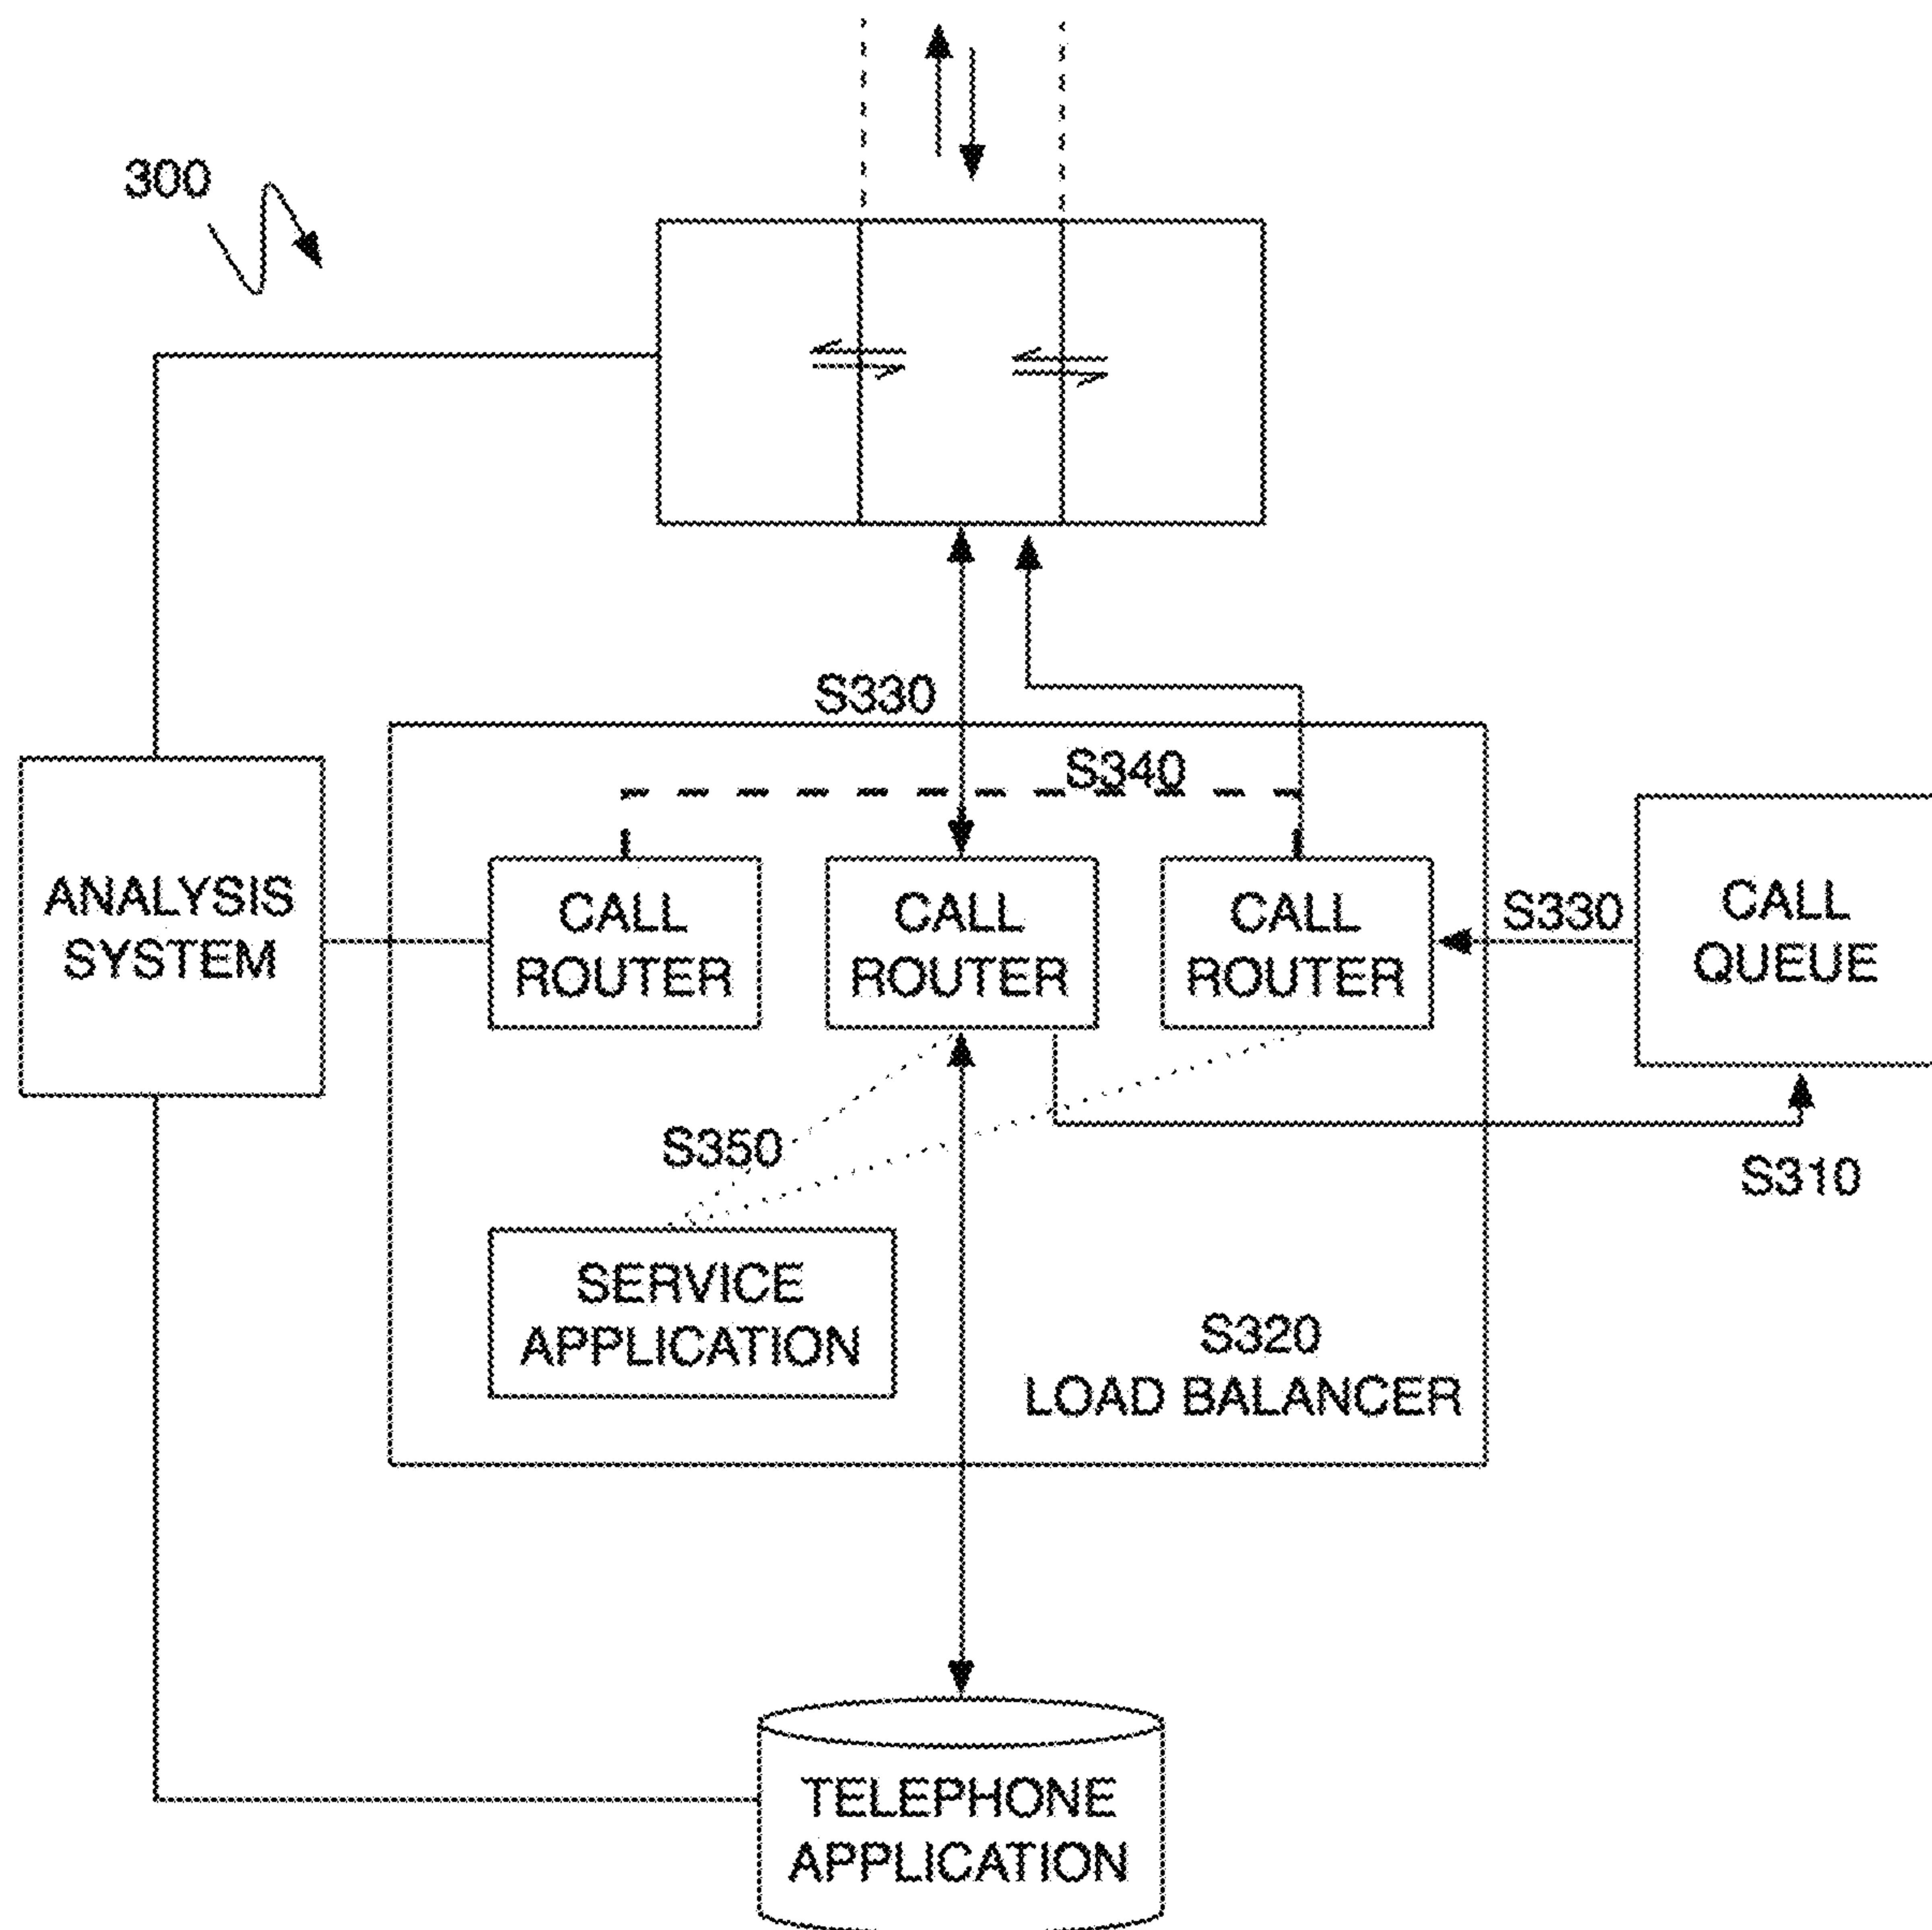 300
S330
S340
ANALYSIS
SYSTEM
CALL
ROUTER
CALL
ROUTER
CALL
ROUTER
S330
CALL
QUEUE
S350
S310
SERVICE
APPLICATION
S320
LOAD BALANCER
TELEPHONE
APPLICATION